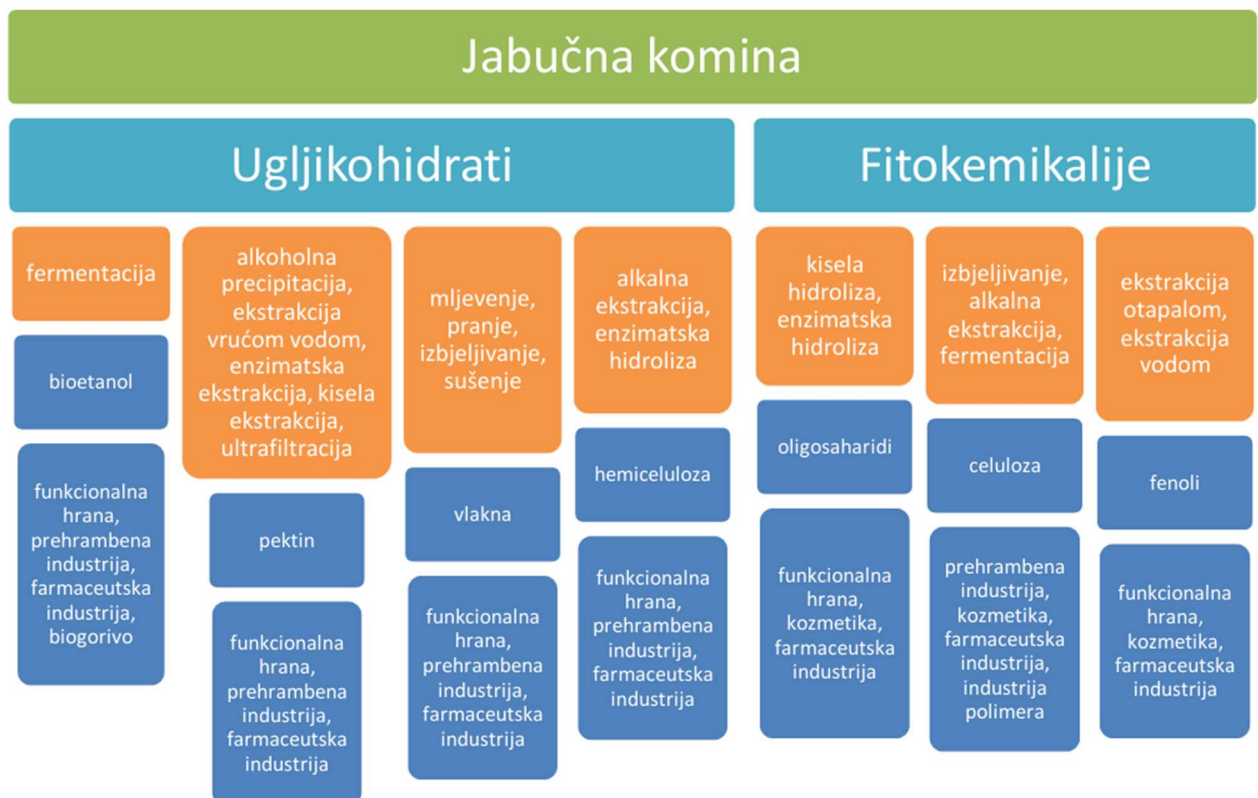 Jabučna komina
Ugljikohidrati
Fitokemikalije
fermentacija
bioetanol
funkcionalna
hrana,
prehrambena
industrija,
farmaceutska
industrija,
biogorivo
alkoholna
precipitacija,
ekstrakcija
vrućom vodom,
enzimatska
ekstrakcija, kisela
ekstrakcija,
ultrafiltracija
pektin
funkcionalna
hrana,
prehrambena
industrija,
farmaceutska
industrija
mljevenje,
pranje,
izbjeljivanje,
sušenje
vlakna
funkcionalna
hrana,
prehrambena
industrija,
farmaceutska
industrija
alkalna
ekstrakcija,
enzimatska
hidroliza
hemiceluloza
funkcionalna
hrana,
prehrambena
industrija,
farmaceutska
industrija
kisela
hidroliza,
enzimatska
hidroliza
oligosaharidi
funkcionalna
hrana,
kozmetika,
farmaceutska
industrija
izbjeljivanje,
alkalna
ekstrakcija,
fermentacija
celuloza
prehrambena
industrija,
kozmetika,
farmaceutska
industrija,
industrija
polimera
ekstrakcija
otapalom,
ekstrakcija
vodom
fenoli
funkcionalna
hrana,
kozmetika,
farmaceutska
industrija